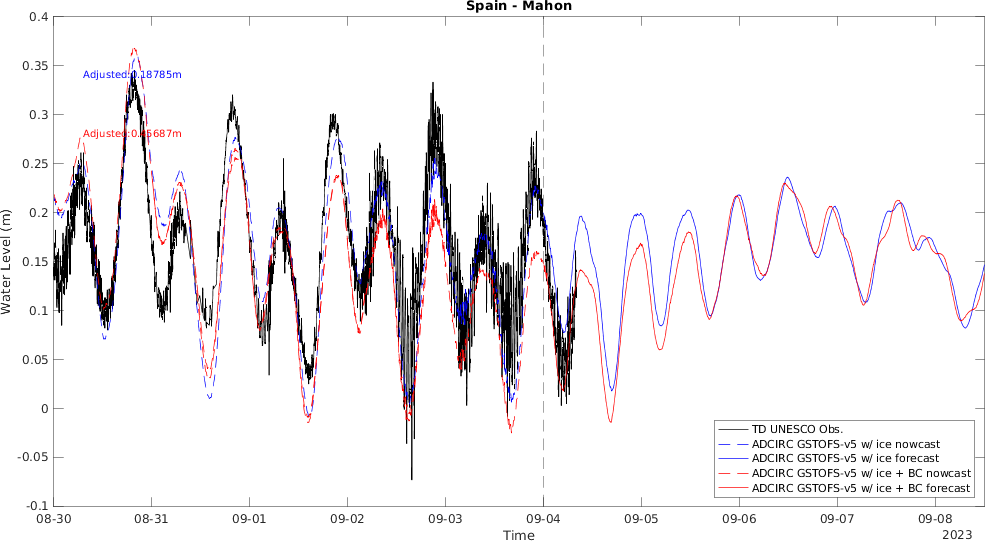 Spain - Mahon
0.4
0.35
0.3
0.25
0.2
0.15
0.1
0.05
0
-0.05
-0.1
Water Level (m)
Adjusted:0.18785m
Adjusted:0.15687m
TD UNESCO Obs.
ADCIRC GSTOFS-v5 w/ ice nowcast
ADCIRC GSTOFS-v5 w/ ice forecast
ADCIRC GSTOFS-v5 w/ ice + BC nowcast
ADCIRC GSTOFS-v5 w/ ice + BC forecast
08-30 08-31 09-01 09-02 09-03 09-04 09-05 09-06 09-07 09-08
Time
2023